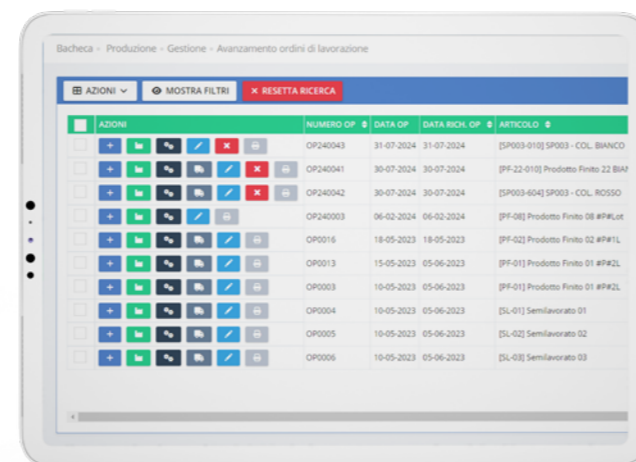 Bacheca - Produzione - Gestione - Avanzamento ordini di lavorazione
AZIONI MOSTRA FILTRI × RESETTA RICERCA
AZIONI NUMERO OP DATA OP DATA RICH. OP ARTICOLO
OP240043 31-07-2024 31-07-2024 [SP003-010] SP003 - COL. BIANCO
OP240041 30-07-2024 30-07-2024 [PF-22-010] Prodotto Finito 22 BIAN
OP240042 30-07-2024 30-07-2024 [SP003-604] SP003 - COL. ROSSO
OP240003 06-02-2024 06-02-2024 [PF-08] Prodotto Finito 08 #P#Lot
OP0016 18-05-2023 18-05-2023 [PF-02] Prodotto Finito 02 #P#1L
OP0013 15-05-2023 05-06-2023 [PF-01] Prodotto Finito 01 #P#2L
OP0003 10-05-2023 05-06-2023 [PF-01] Prodotto Finito 01 #P#2L
OP0004 10-05-2023 05-06-2023 [SL-01] Semilavorato 01
OP0005 10-05-2023 05-06-2023 [SL-02] Semilavorato 02
OP0006 10-05-2023 05-06-2023 [SL-03] Semilavorato 03